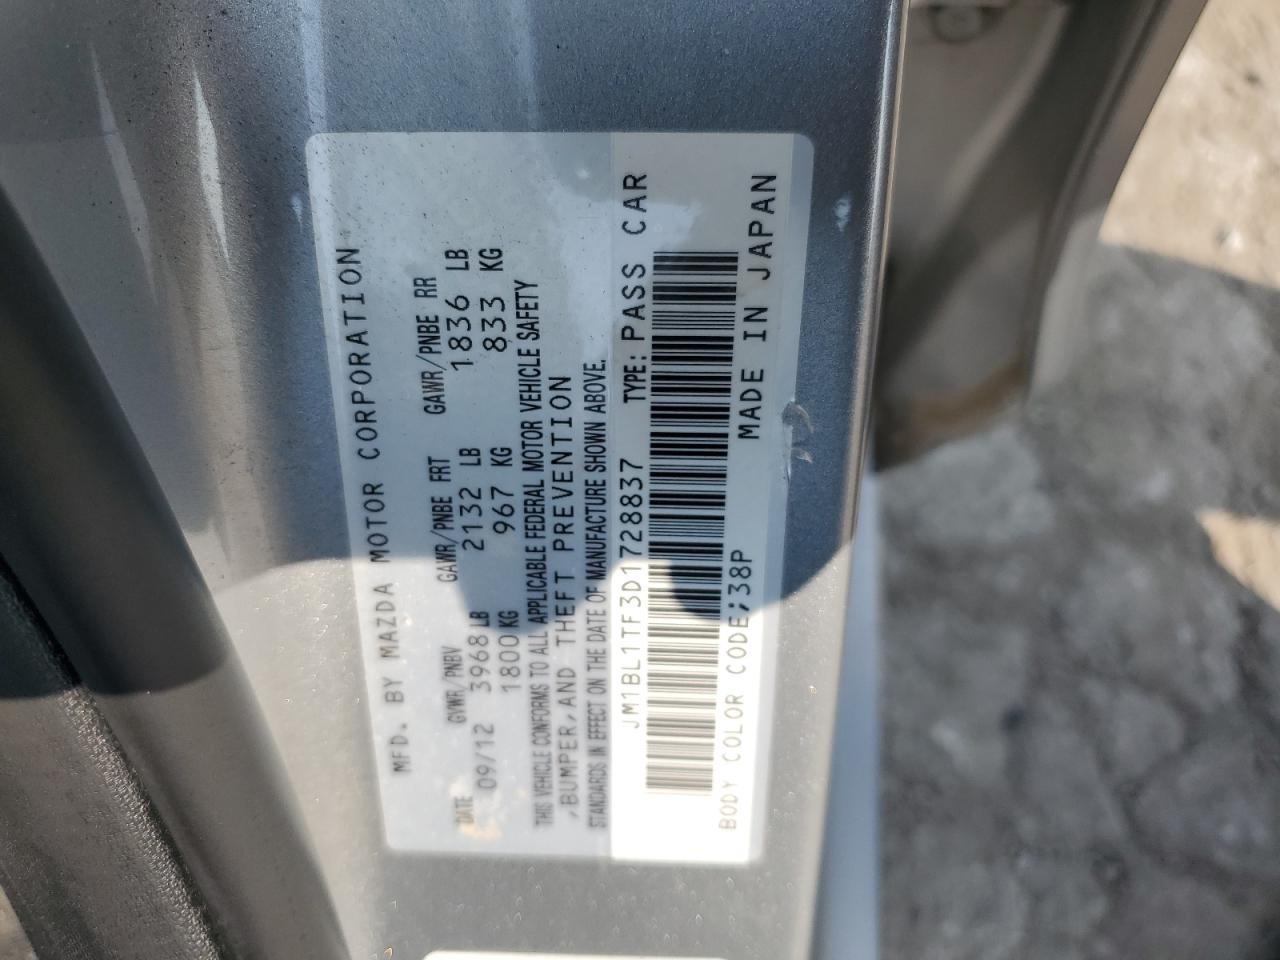 MFD. BY MAZDA MOTOR CORPORATION
DATE GVWR/PNBV GAWR/PNBE FRT GAWR/PNBE RR
09/12 3968 LB 2132 LB 1836 LB
1800 KG 967 KG 833 KG
THIS VEHICLE CONFORMS TO ALL APPLICABLE FEDERAL MOTOR VEHICLE SAFETY
,BUMPER,AND THEFT PREVENTION
STANDARDS IN EFFECT ON THE DATE OF MANUFACTURE SHOWN ABOVE.
JM1BL1TF3D1728837 TYPE: PASS CAR
BODY COLOR CODE;38P MADE IN JAPAN